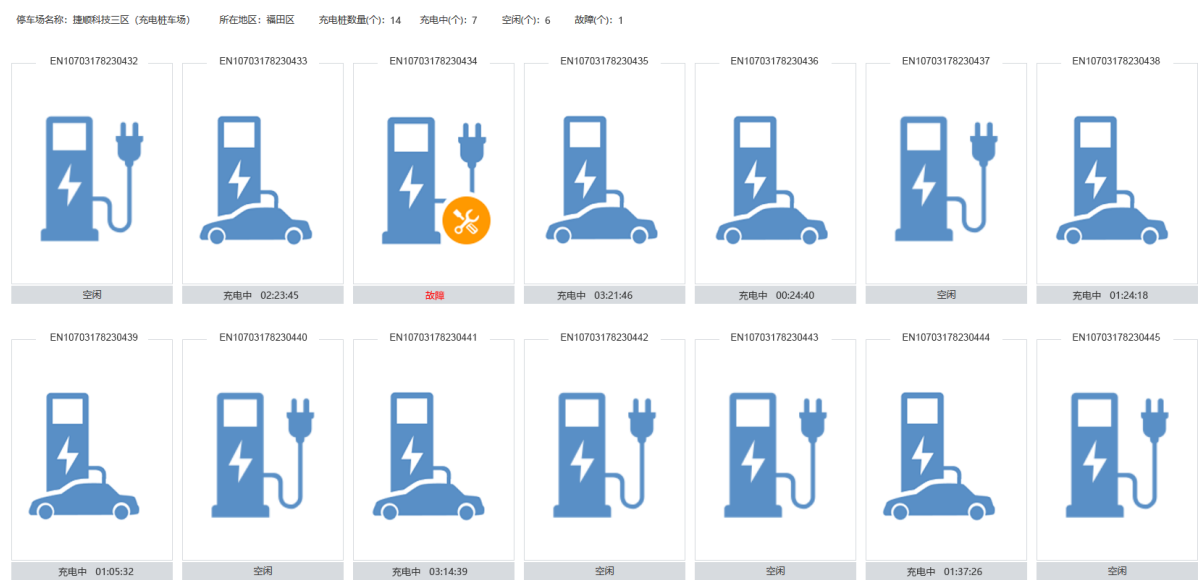 停车场名称：捷顺科技三区（充电桩车场） 所在地区：福田区 充电桩数量(个)：14 充电中(个)：7 空闲(个)：6 故障(个)：1
EN10703178230432 EN10703178230433 EN10703178230434 EN10703178230435 EN10703178230436 EN10703178230437 EN10703178230438
空闲 充电中 02:23:45 故障 充电中 03:21:46 充电中 00:24:40 空闲 充电中 01:24:18
EN10703178230439 EN10703178230440 EN10703178230441 EN10703178230442 EN10703178230443 EN10703178230444 EN10703178230445
充电中 01:05:32 空闲 充电中 03:14:39 空闲 空闲 充电中 01:37:26 空闲